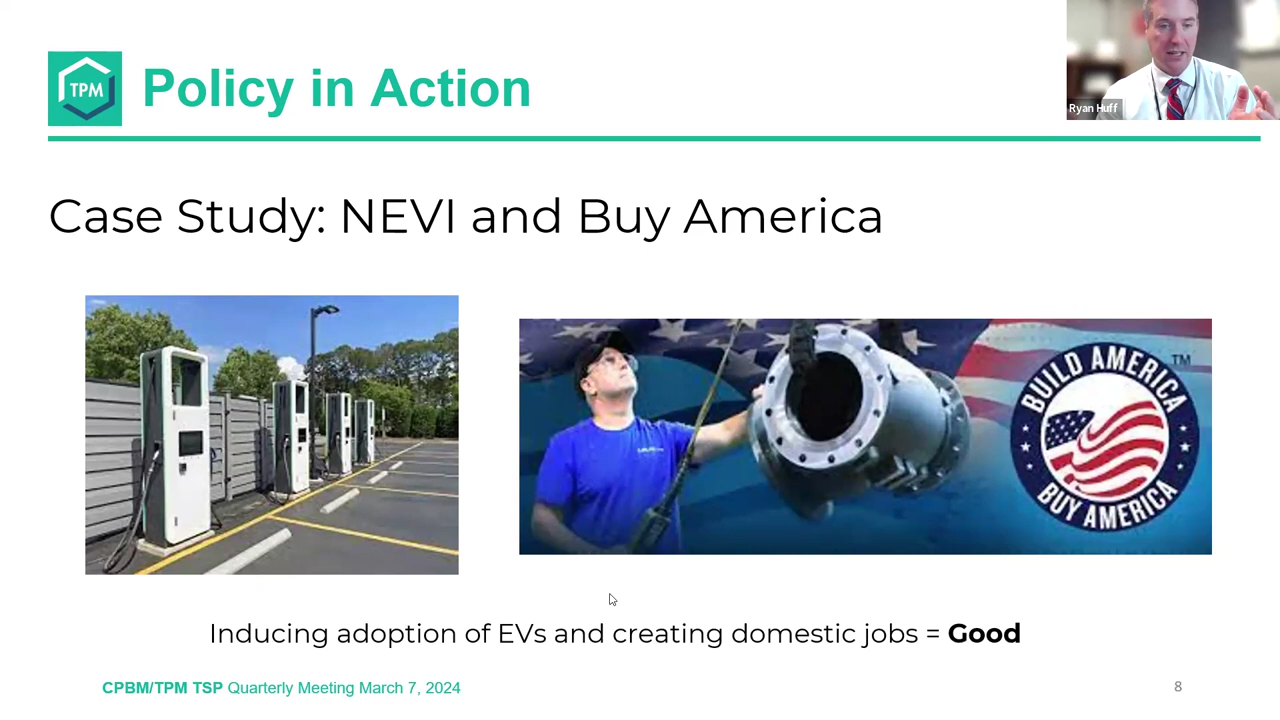 TPM
Policy in Action
Ryan Huff
Case Study: NEVI and Buy America
BUILD AMERICA
TM
BUY AMERICA
Inducing adoption of EVs and creating domestic jobs = Good
CPBM/TPM TSP Quarterly Meeting March 7, 2024
8